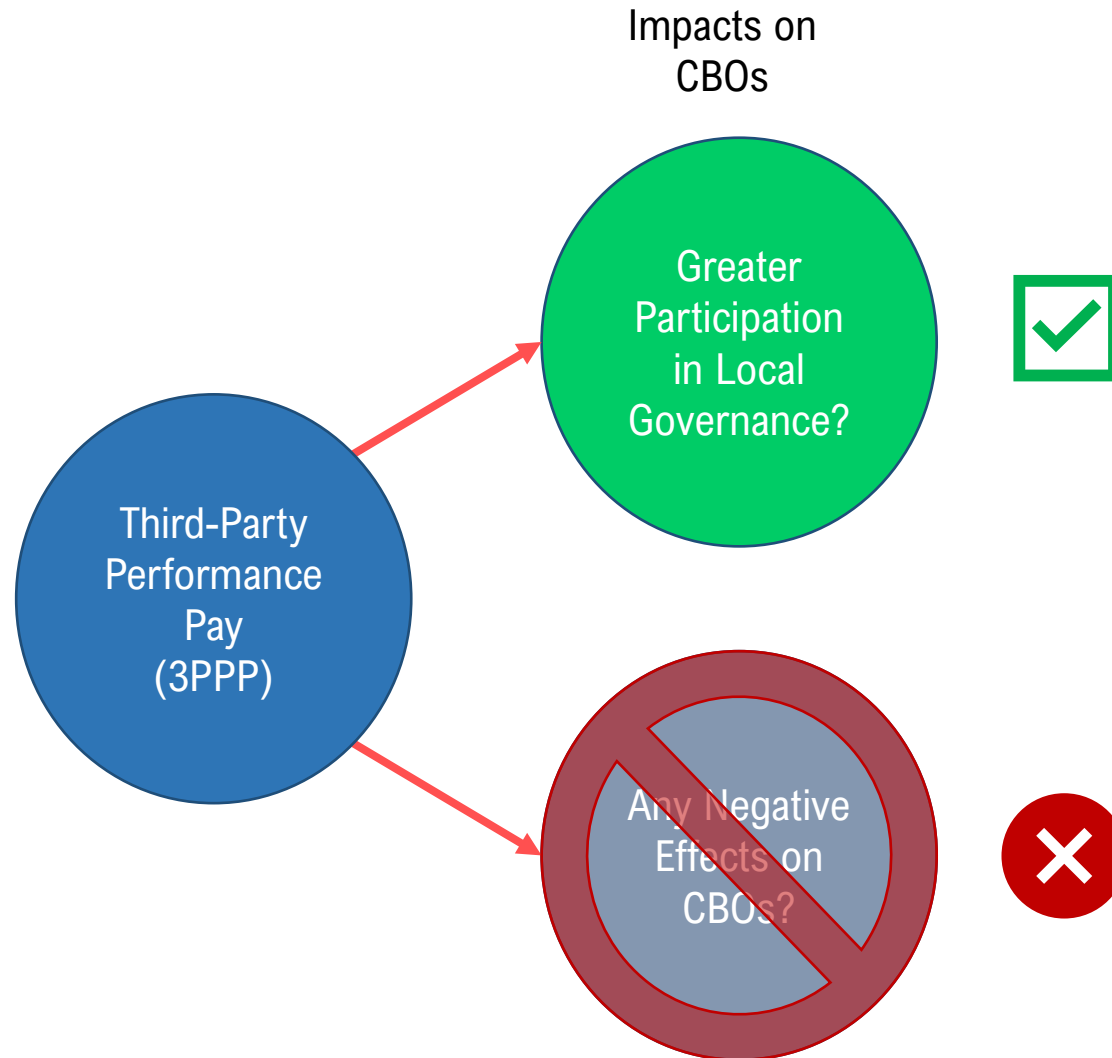 Impacts on
CBOs
Greater
Participation
in Local
Governance?
Third-Party
Performance
Pay
(3PPP)
Any Negative
Effects on
CBOs?